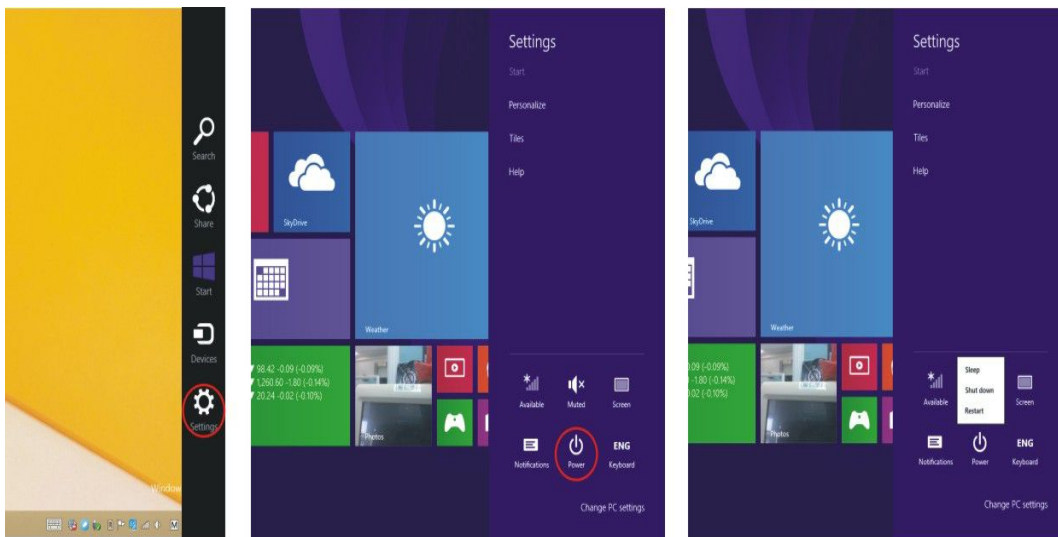 Search
Share
Start
Devices
Settings
Window
Settings
Start
Personalize
Tiles
Help
SkyDrive
Weather
98.42 -0.09 (-0.09%)
1,260.60 -1.80 (-0.14%)
20.24 -0.02 (-0.10%)
Photos
Available
Muted
Screen
Notifications
Power
ENG
Keyboard
Change PC settings
Settings
Start
Personalize
Tiles
Help
SkyDrive
Weather
0.09 (-0.09%)
-1.80 (-0.14%)
0.02 (-0.10%)
Photos
Available
Sleep
Shut down
Restart
Screen
Notifications
Power
ENG
Keyboard
Change PC settings